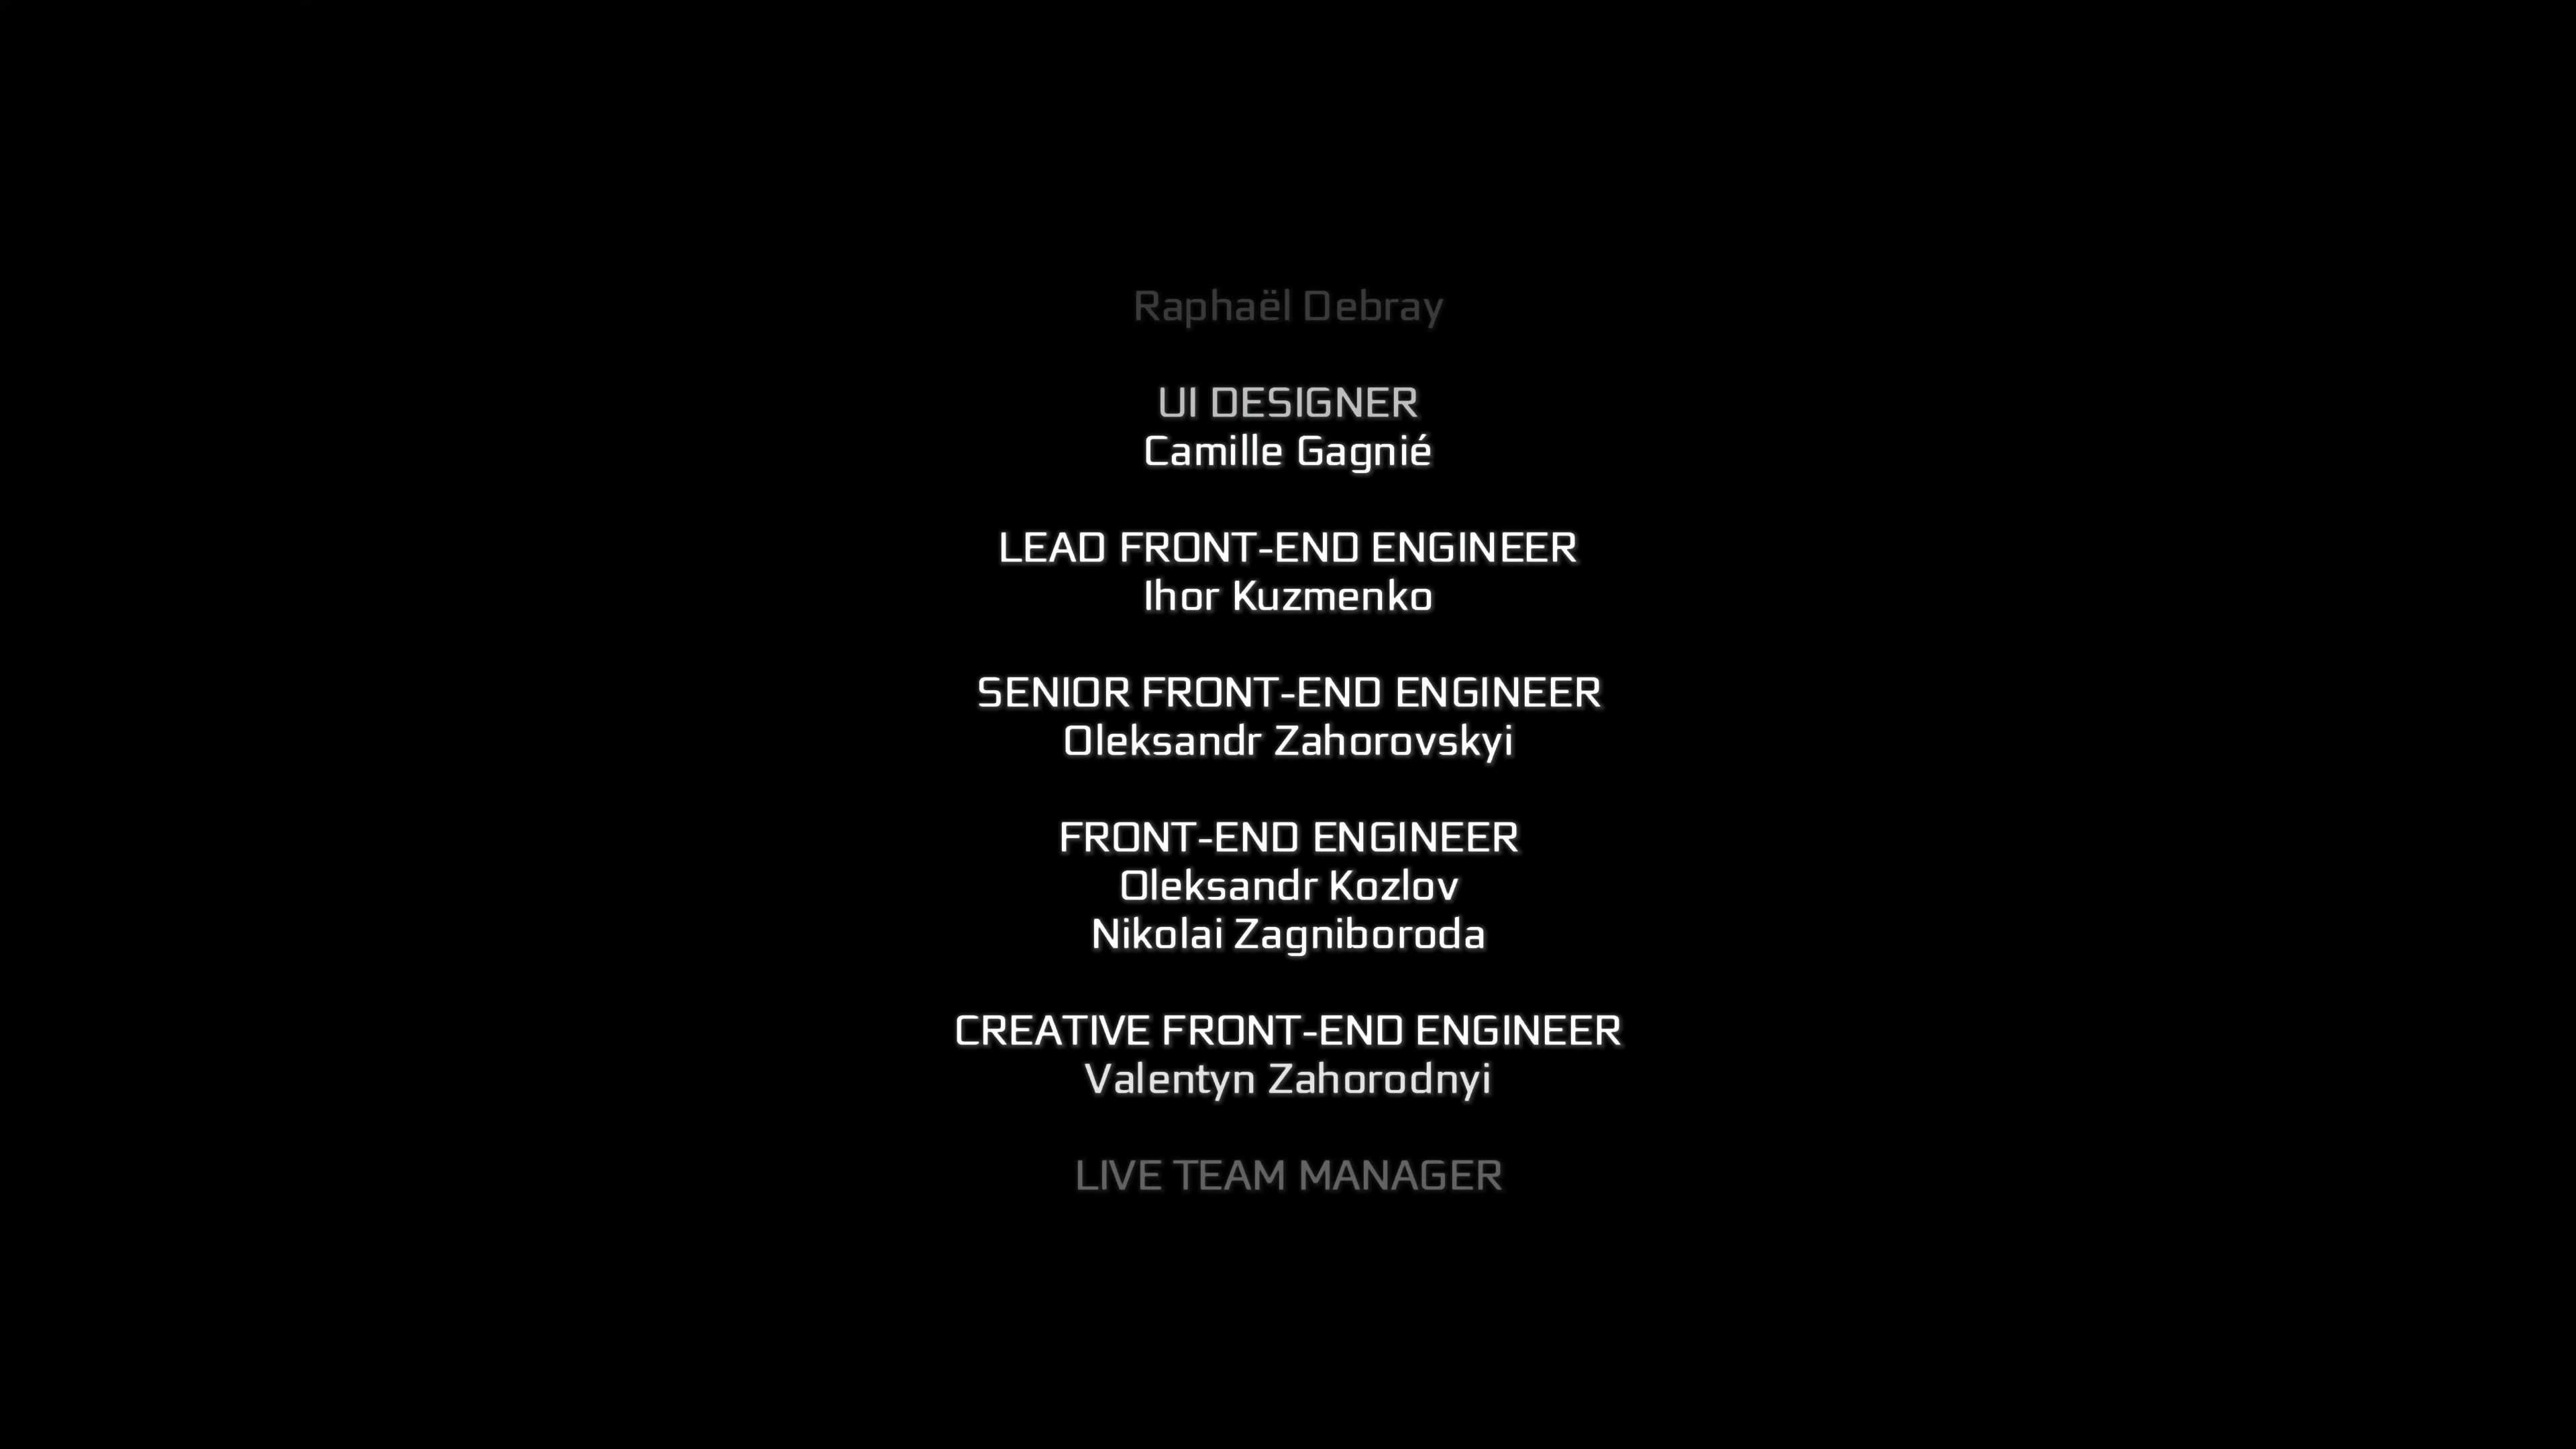 Raphaël Debray
UI DESIGNER
Camille Gagnié
LEAD FRONT-END ENGINEER
Ihor Kuzmenko
SENIOR FRONT-END ENGINEER
Oleksandr Zahorovskyi
FRONT-END ENGINEER
Oleksandr Kozlov
Nikolai Zagniboroda
CREATIVE FRONT-END ENGINEER
Valentyn Zahorodnyi
LIVE TEAM MANAGER